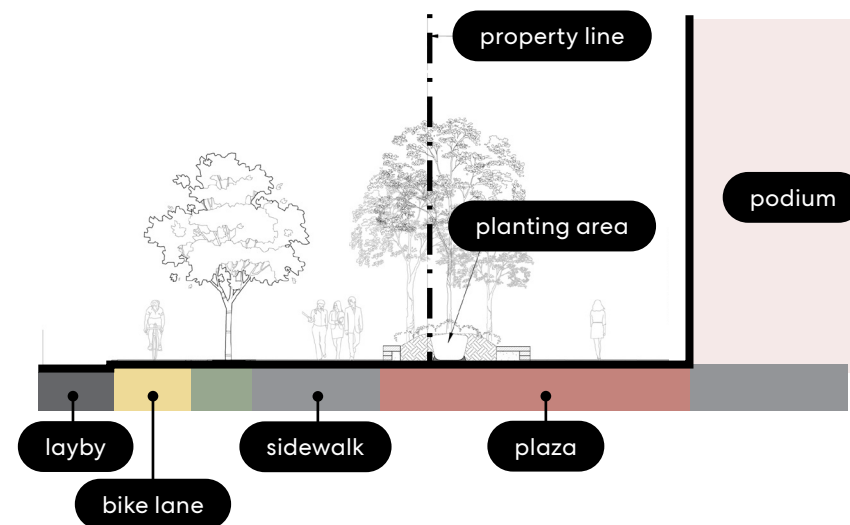 property line
podium
planting area
layby
sidewalk
plaza
bike lane